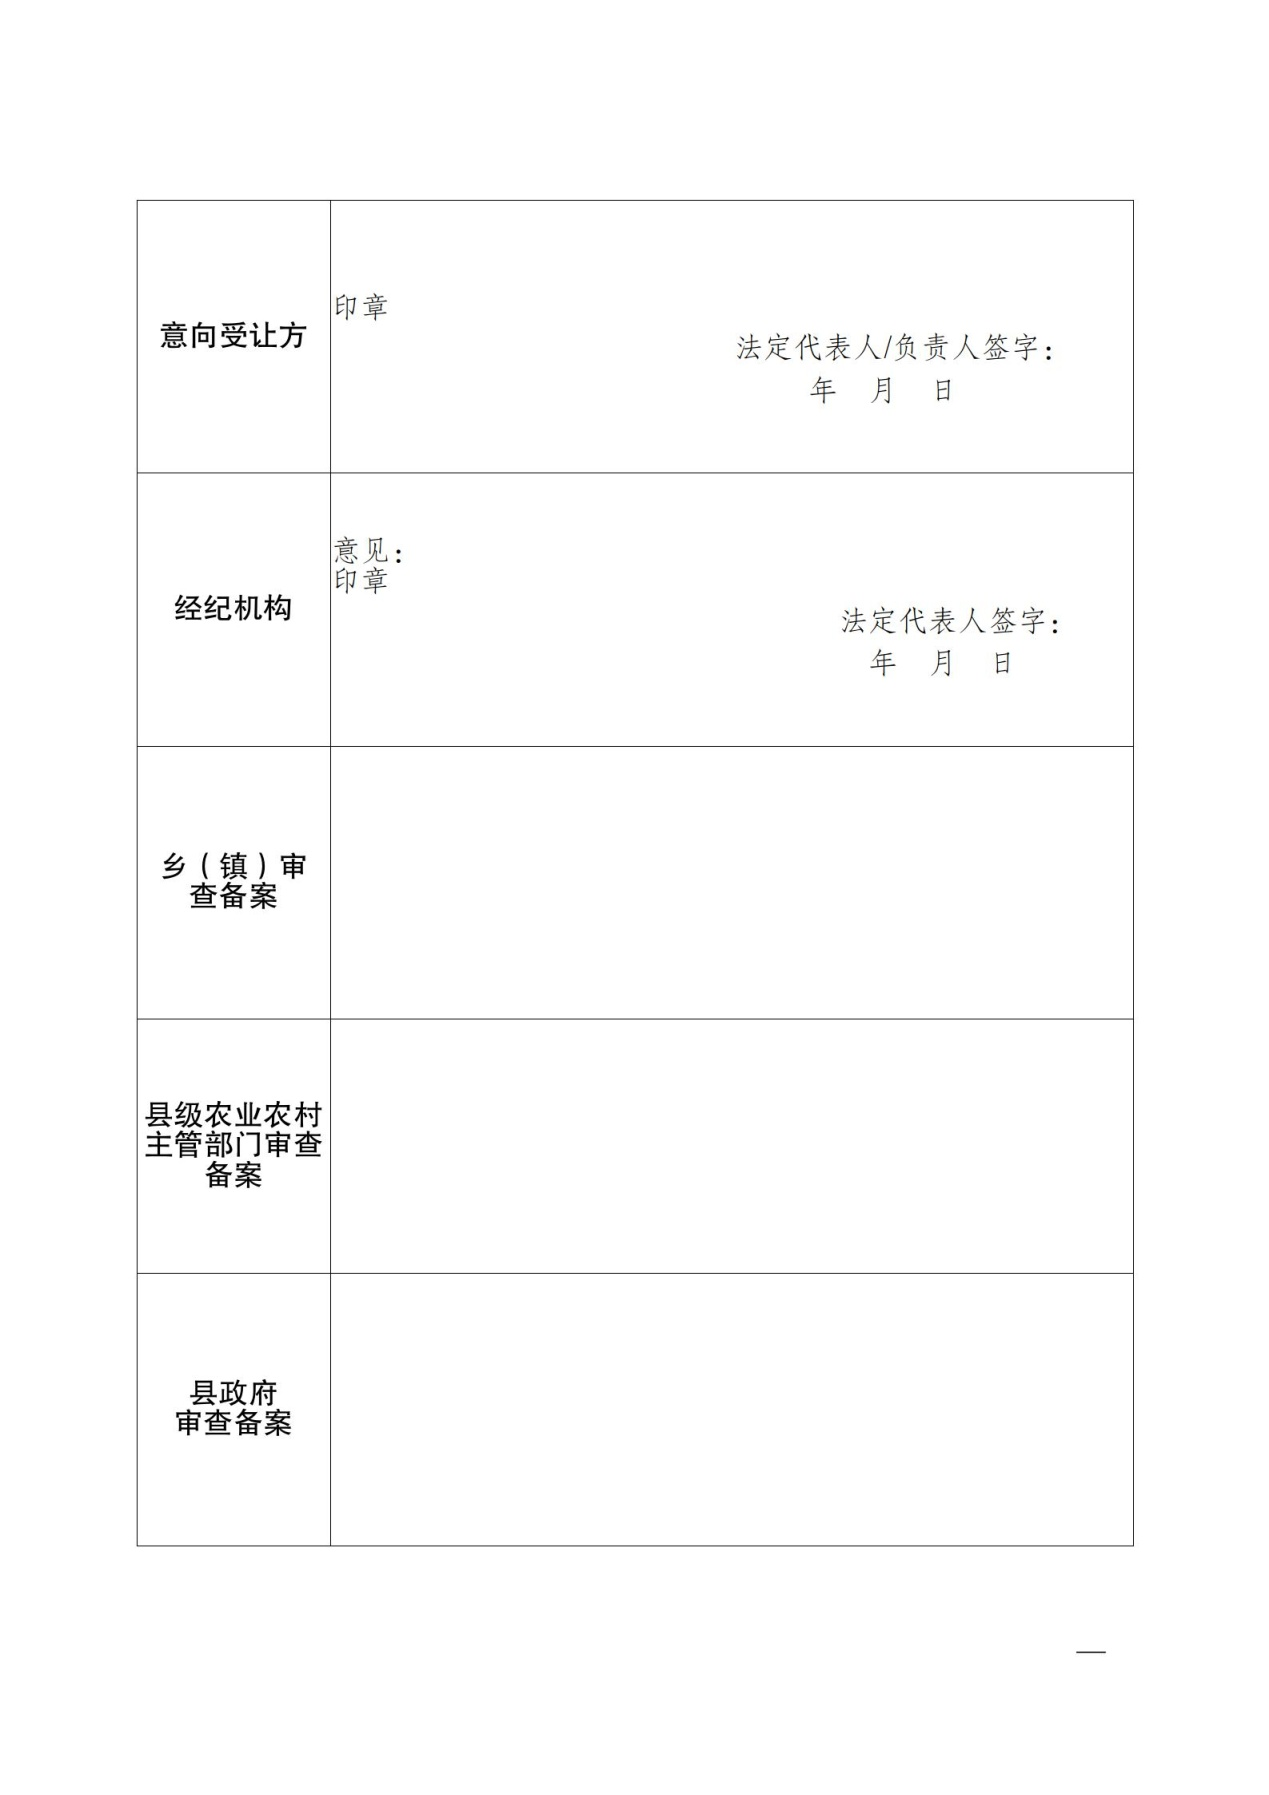 意向受让方
印章
法定代表人/负责人签字：
年 月 日
经纪机构
意见：
印章
法定代表人签字：
年 月 日
乡（镇）审
查备案
县级农业农村
主管部门审查
备案
县政府
审查备案
—